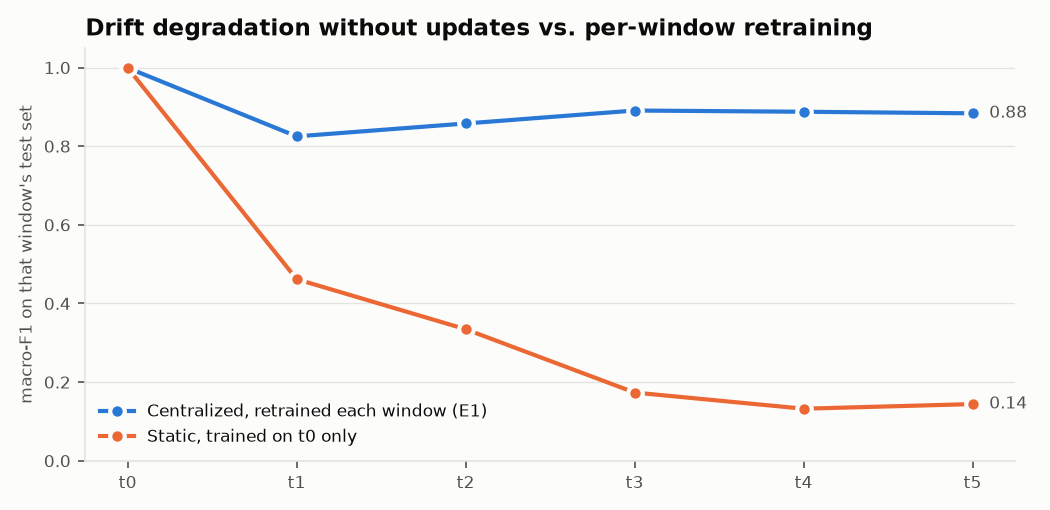 Drift degradation without updates vs. per-window retraining
macro-F1 on that window's test set
1.0
0.8
0.6
0.4
0.2
0.0
0.88
0.14
Centralized, retrained each window (E1)
Static, trained on t0 only
t0
t1
t2
t3
t4
t5